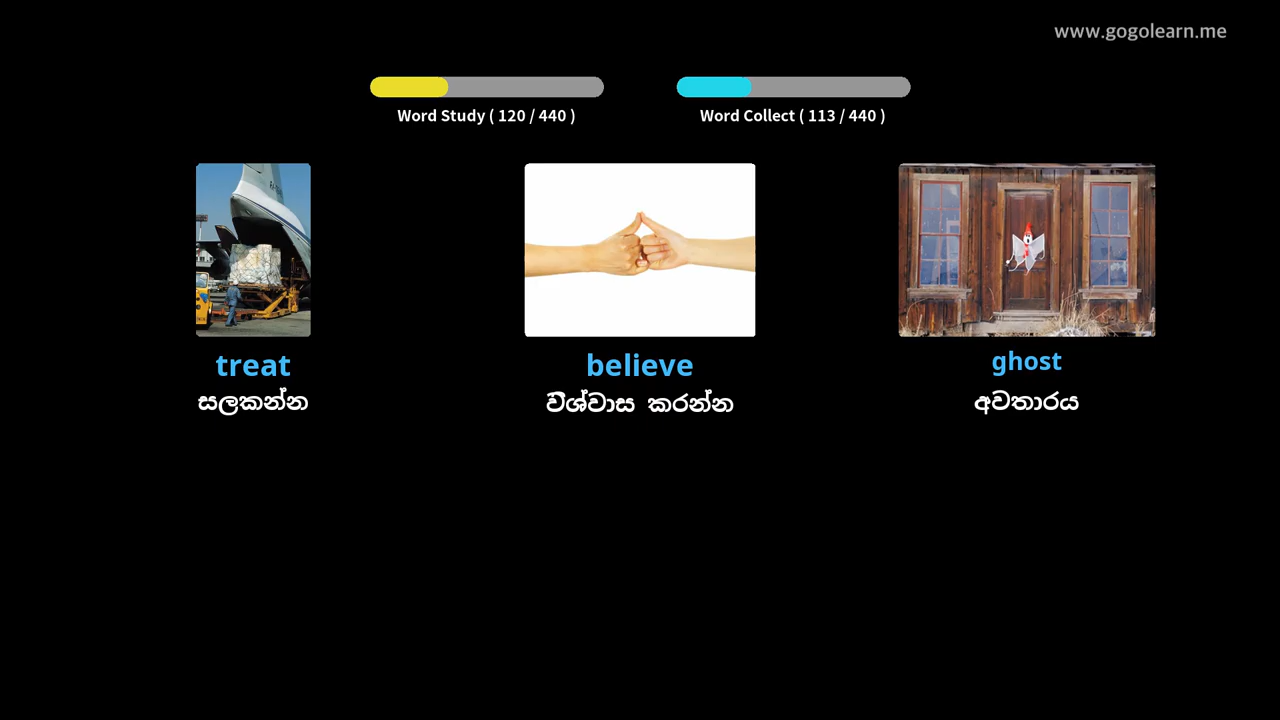 www.gogolearn.me
Word Study ( 120 / 440 )
Word Collect ( 113 / 440 )
treat
believe
ghost
සලකන්න
විශ්වාස කරන්න
අවතාරය